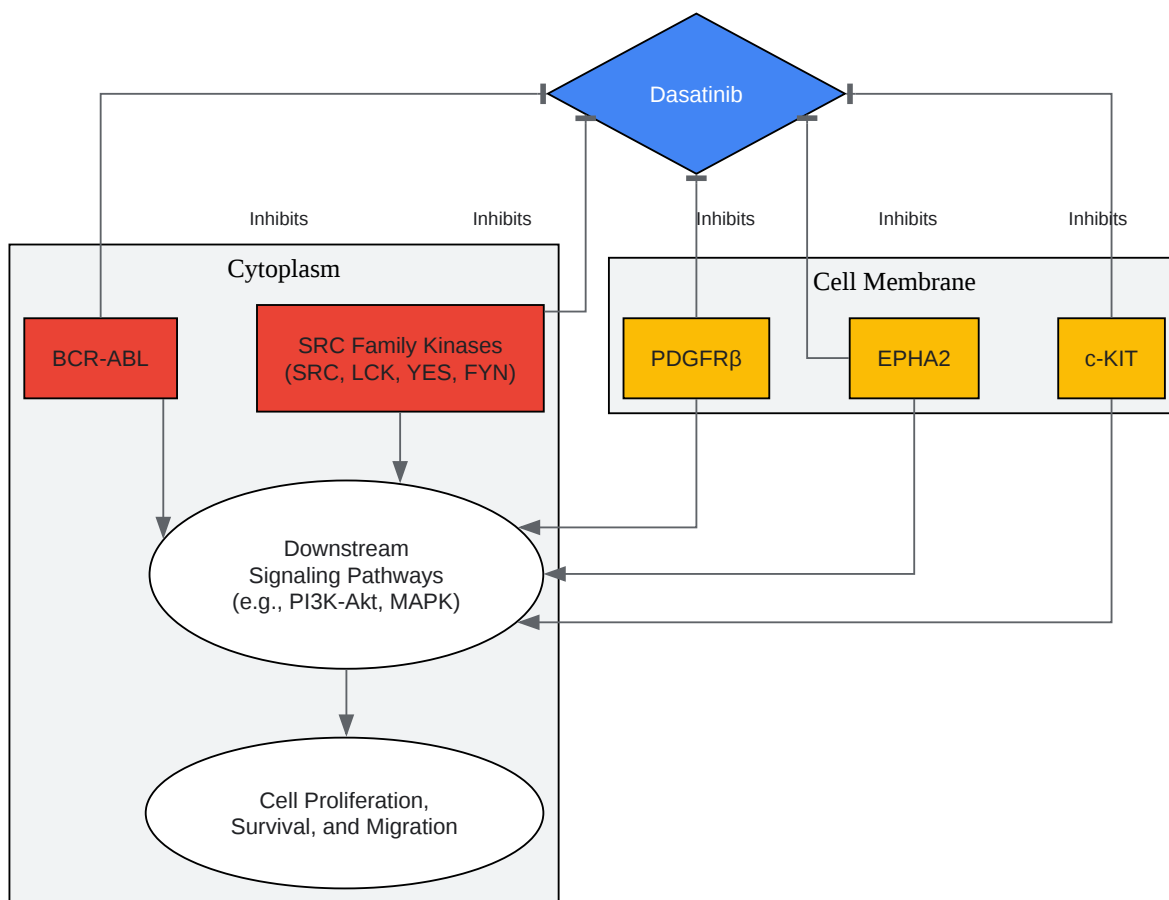 Dasatinib
Inhibits
Inhibits
Inhibits
Inhibits
Inhibits
Cytoplasm
Cell Membrane
BCR-ABL
SRC Family Kinases
(SRC, LCK, YES, FYN)
PDGFRβ
EPHA2
c-KIT
Downstream
Signaling Pathways
(e.g., PI3K-Akt, MAPK)
Cell Proliferation,
Survival, and Migration